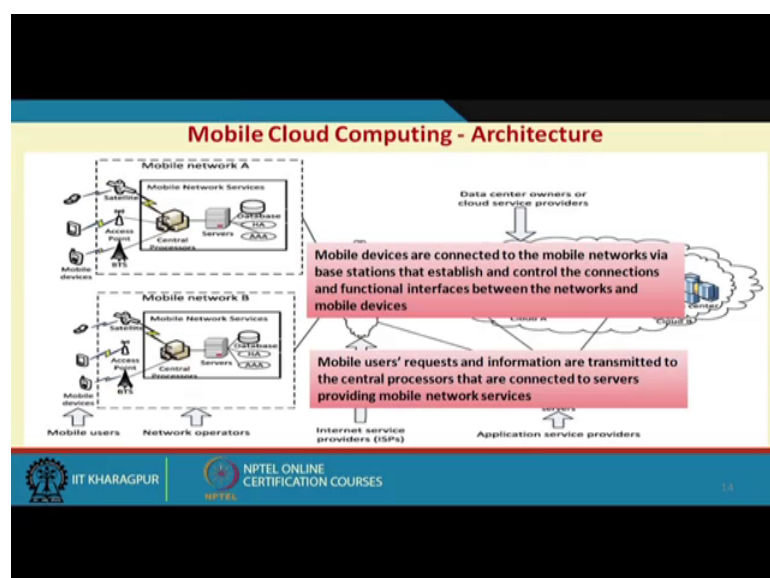 Mobile Cloud Computing - Architecture
Mobile network A
Mobile Network Services
Satellite
Access
Point
BTS
Mobile
devices
Central
Processors
Servers
Database
HA
AAA
Data center owners or
cloud service providers
Mobile devices are connected to the mobile networks via
base stations that establish and control the connections
and functional interfaces between the networks and
mobile devices
center
Cloud A
Cloud B
Mobile network B
Mobile Network Services
Satellite
Access
Point
BTS
Mobile
devices
Central
Processors
Servers
Database
HA
AAA
Mobile users' requests and information are transmitted to
the central processors that are connected to servers
providing mobile network services
servers
Mobile users
Network operators
Internet service
providers (ISPs)
Application service providers
IIT KHARAGPUR
NPTEL
NPTEL ONLINE
CERTIFICATION COURSES
14